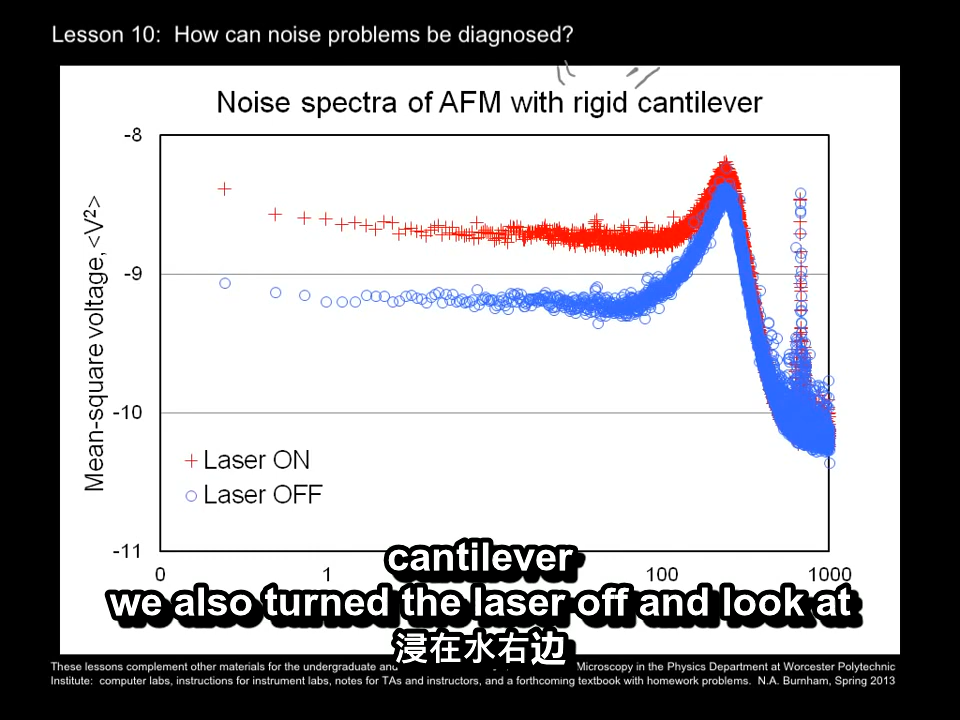 Lesson 10: How can noise problems be diagnosed?
Noise spectra of AFM with rigid cantilever
-8
-9
-10
-11
Mean-square voltage, <V²>
Laser ON
Laser OFF
0 1 100 1000
cantilever
we also turned the laser off and look at
浸在水右边
These lessons complement other materials for the undergraduate and Microscopy in the Physics Department at Worcester Polytechnic
Institute: computer labs, instructions for instrument labs, notes for TAs and instructors, and a forthcoming textbook with homework problems. N.A. Burnham, Spring 2013